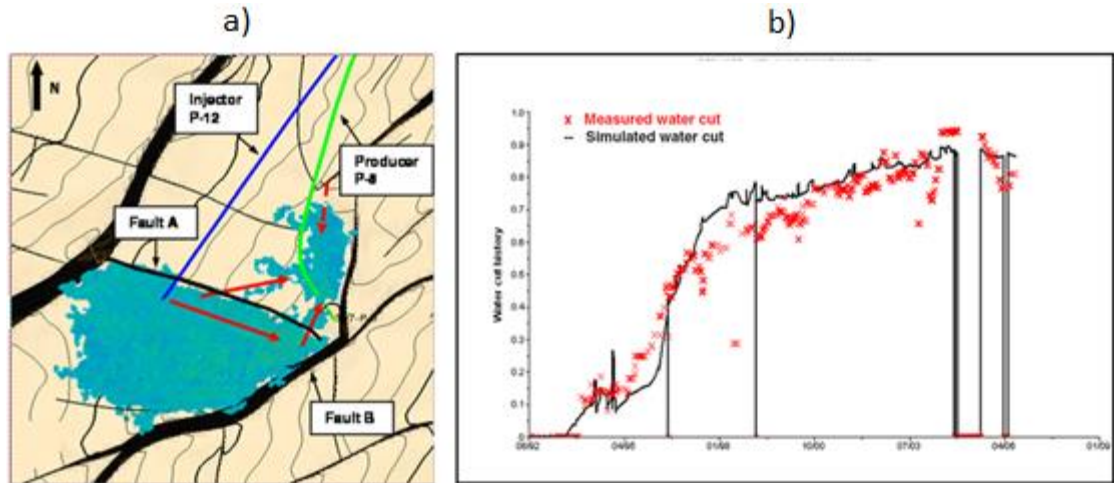 a)
b)
N
Injector
P-12
Producer
P-8
Fault A
Fault B
× Measured water cut
– Simulated water cut
Water cut history
1.0
0.9
0.8
0.7
0.6
0.5
0.4
0.3
0.2
0.1
0
04/95
01/98
10/00
07/03
04/06
01/09